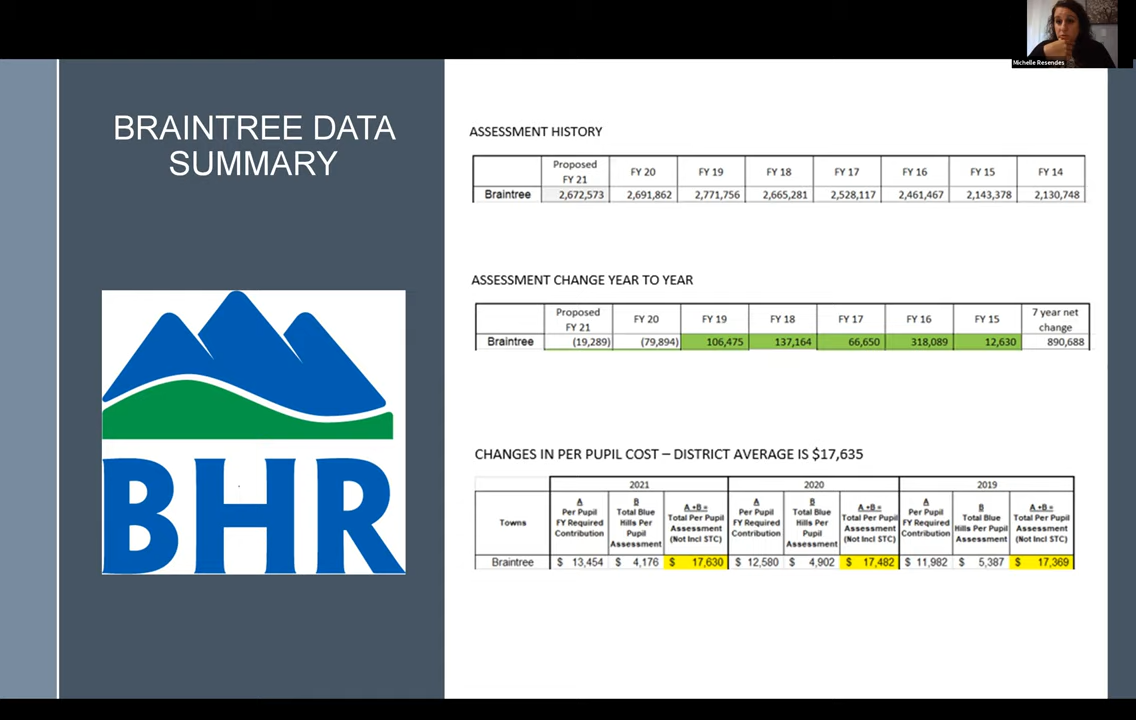 Michelle Resendes
BRAINTREE DATA
SUMMARY
BHR
ASSESSMENT HISTORY
Proposed FY 21 FY 20 FY 19 FY 18 FY 17 FY 16 FY 15 FY 14
Braintree 2,672,573 2,691,862 2,771,756 2,665,281 2,528,117 2,461,467 2,143,378 2,130,748
ASSESSMENT CHANGE YEAR TO YEAR
Proposed FY 21 FY 20 FY 19 FY 18 FY 17 FY 16 FY 15 7 year net change
Braintree (19,289) (79,894) 106,475 137,164 66,650 318,089 12,630 890,688
CHANGES IN PER PUPIL COST – DISTRICT AVERAGE IS $17,635
2021 2020 2019
Towns A Per Pupil FY Required Contribution B Total Blue Hills Per Pupil Assessment A +B = Total Per Pupil Assessment (Not Incl STC) A Per Pupil FY Required Contribution B Total Blue Hills Per Pupil Assessment A +B = Total Per Pupil Assessment (Not Incl STC) A Per Pupil FY Required Contribution B Total Blue Hills Per Pupil Assessment A +B = Total Per Pupil Assessment (Not Incl STC)
Braintree $ 13,454 $ 4,176 $ 17,630 $ 12,580 $ 4,902 $ 17,482 $ 11,982 $ 5,387 $ 17,369